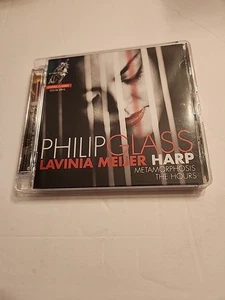 PHILIP GLASS
LAVINIA MEIJER HARP
METAMORPHOSIS
THE HOURS